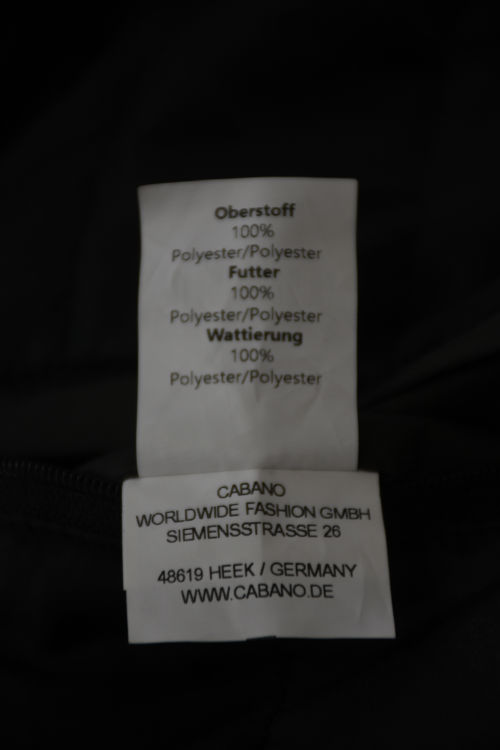 Oberstoff
100%
Polyester/Polyester
Futter
100%
Polyester/Polyester
Wattierung
100%
Polyester/Polyester
CABANO
WORLDWIDE FASHION GMBH
SIEMENSSTRASSE 26
48619 HEEK / GERMANY
WWW.CABANO.DE